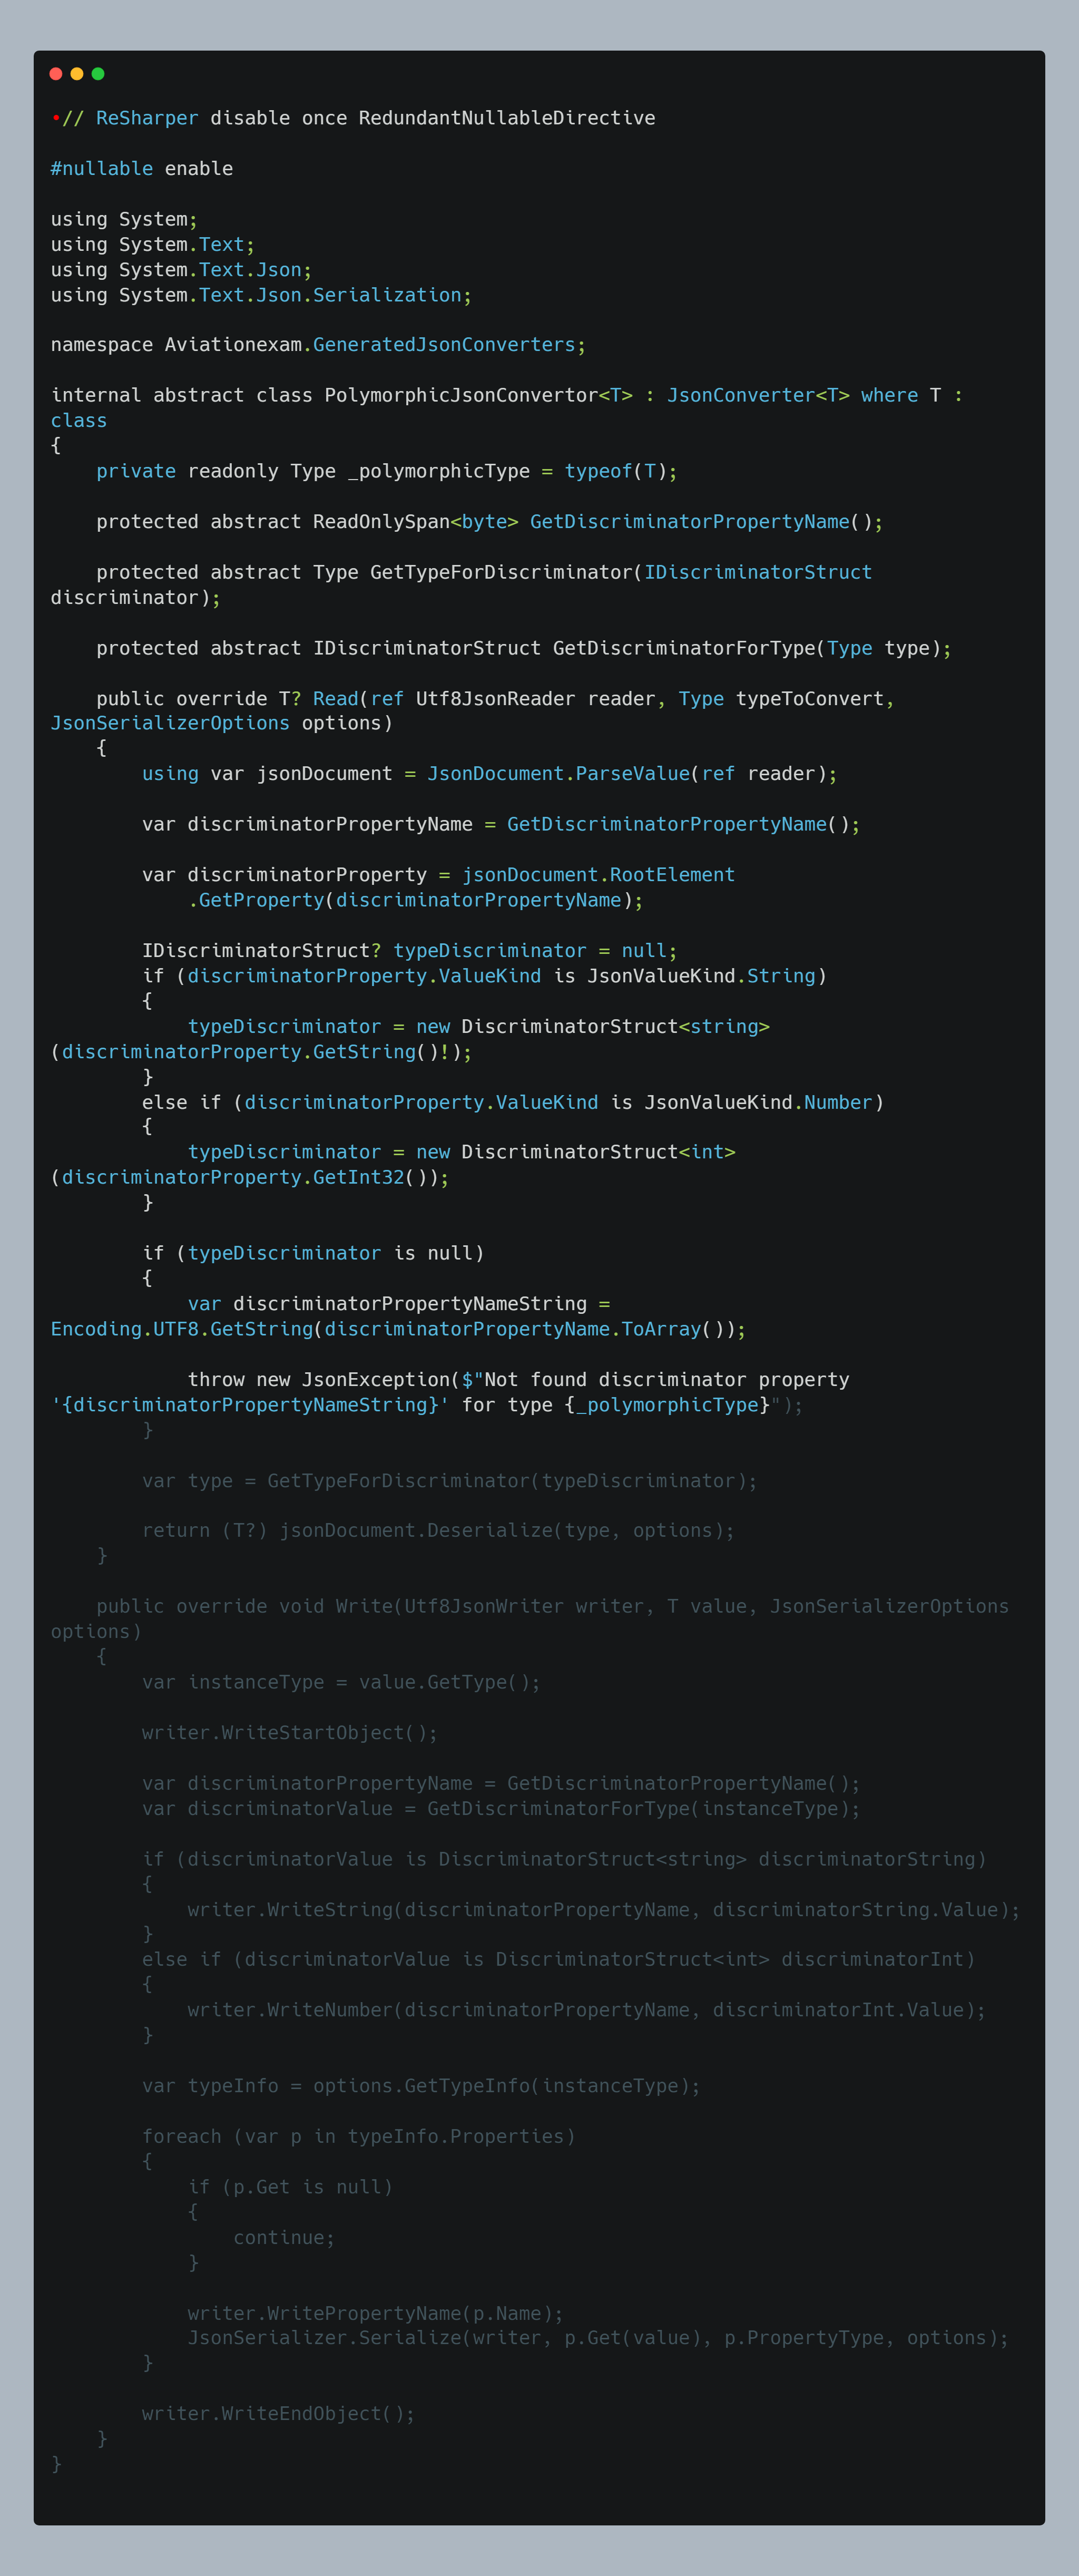 •// ReSharper disable once RedundantNullableDirective

#nullable enable

using System;
using System.Text;
using System.Text.Json;
using System.Text.Json.Serialization;

namespace Aviationexam.GeneratedJsonConverters;

internal abstract class PolymorphicJsonConvertor<T> : JsonConverter<T> where T :
class
{
    private readonly Type _polymorphicType = typeof(T);

    protected abstract ReadOnlySpan<byte> GetDiscriminatorPropertyName();

    protected abstract Type GetTypeForDiscriminator(IDiscriminatorStruct
discriminator);

    protected abstract IDiscriminatorStruct GetDiscriminatorForType(Type type);

    public override T? Read(ref Utf8JsonReader reader, Type typeToConvert,
JsonSerializerOptions options)
    {
        using var jsonDocument = JsonDocument.ParseValue(ref reader);

        var discriminatorPropertyName = GetDiscriminatorPropertyName();

        var discriminatorProperty = jsonDocument.RootElement
            .GetProperty(discriminatorPropertyName);

        IDiscriminatorStruct? typeDiscriminator = null;
        if (discriminatorProperty.ValueKind is JsonValueKind.String)
        {
            typeDiscriminator = new DiscriminatorStruct<string>
(discriminatorProperty.GetString()!);
        }
        else if (discriminatorProperty.ValueKind is JsonValueKind.Number)
        {
            typeDiscriminator = new DiscriminatorStruct<int>
(discriminatorProperty.GetInt32());
        }

        if (typeDiscriminator is null)
        {
            var discriminatorPropertyNameString =
Encoding.UTF8.GetString(discriminatorPropertyName.ToArray());

            throw new JsonException($"Not found discriminator property
'{discriminatorPropertyNameString}' for type {_polymorphicType}");
        }

        var type = GetTypeForDiscriminator(typeDiscriminator);

        return (T?) jsonDocument.Deserialize(type, options);
    }

    public override void Write(Utf8JsonWriter writer, T value, JsonSerializerOptions
options)
    {
        var instanceType = value.GetType();

        writer.WriteStartObject();

        var discriminatorPropertyName = GetDiscriminatorPropertyName();
        var discriminatorValue = GetDiscriminatorForType(instanceType);

        if (discriminatorValue is DiscriminatorStruct<string> discriminatorString)
        {
            writer.WriteString(discriminatorPropertyName, discriminatorString.Value);
        }
        else if (discriminatorValue is DiscriminatorStruct<int> discriminatorInt)
        {
            writer.WriteNumber(discriminatorPropertyName, discriminatorInt.Value);
        }

        var typeInfo = options.GetTypeInfo(instanceType);

        foreach (var p in typeInfo.Properties)
        {
            if (p.Get is null)
            {
                continue;
            }

            writer.WritePropertyName(p.Name);
            JsonSerializer.Serialize(writer, p.Get(value), p.PropertyType, options);
        }

        writer.WriteEndObject();
    }
}